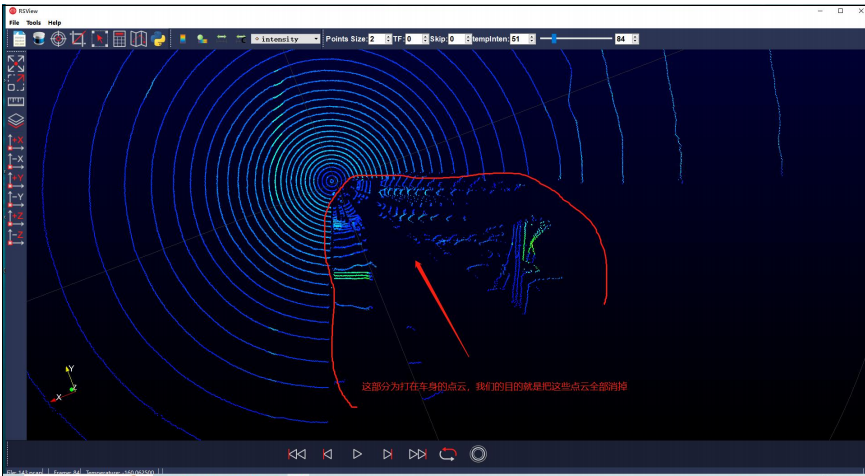 RSView
File Tools Help
intensity Points Size: 2 TF: 0 Skip: 0 tempInten: 51 84
+X
-X
+Y
-Y
+Z
-Z
这部分为打在车身的点云，我们的目的就是把这些点云全部消掉
Y
X
Z
File: 143.pcap Frame: 84 Temperature: -160.062500